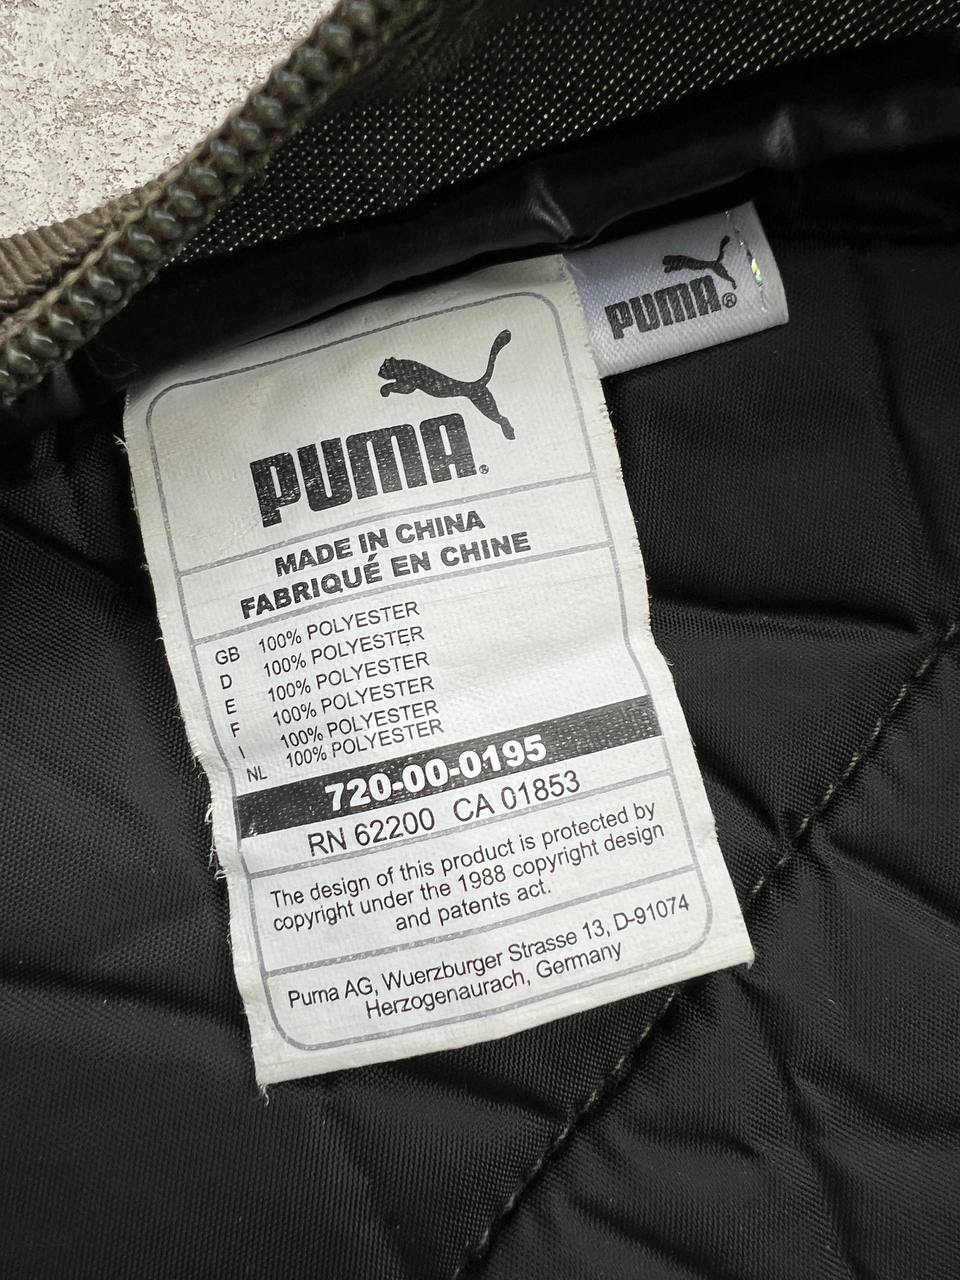 PUMA®
PUMA®
MADE IN CHINA
FABRIQUÉ EN CHINE
GB 100% POLYESTER
D 100% POLYESTER
E 100% POLYESTER
F 100% POLYESTER
I 100% POLYESTER
NL 100% POLYESTER
720-00-0195
RN 62200 CA 01853
The design of this product is protected by
copyright under the 1988 copyright design
and patents act.
Puma AG, Wuerzburger Strasse 13, D-91074
Herzogenaurach, Germany